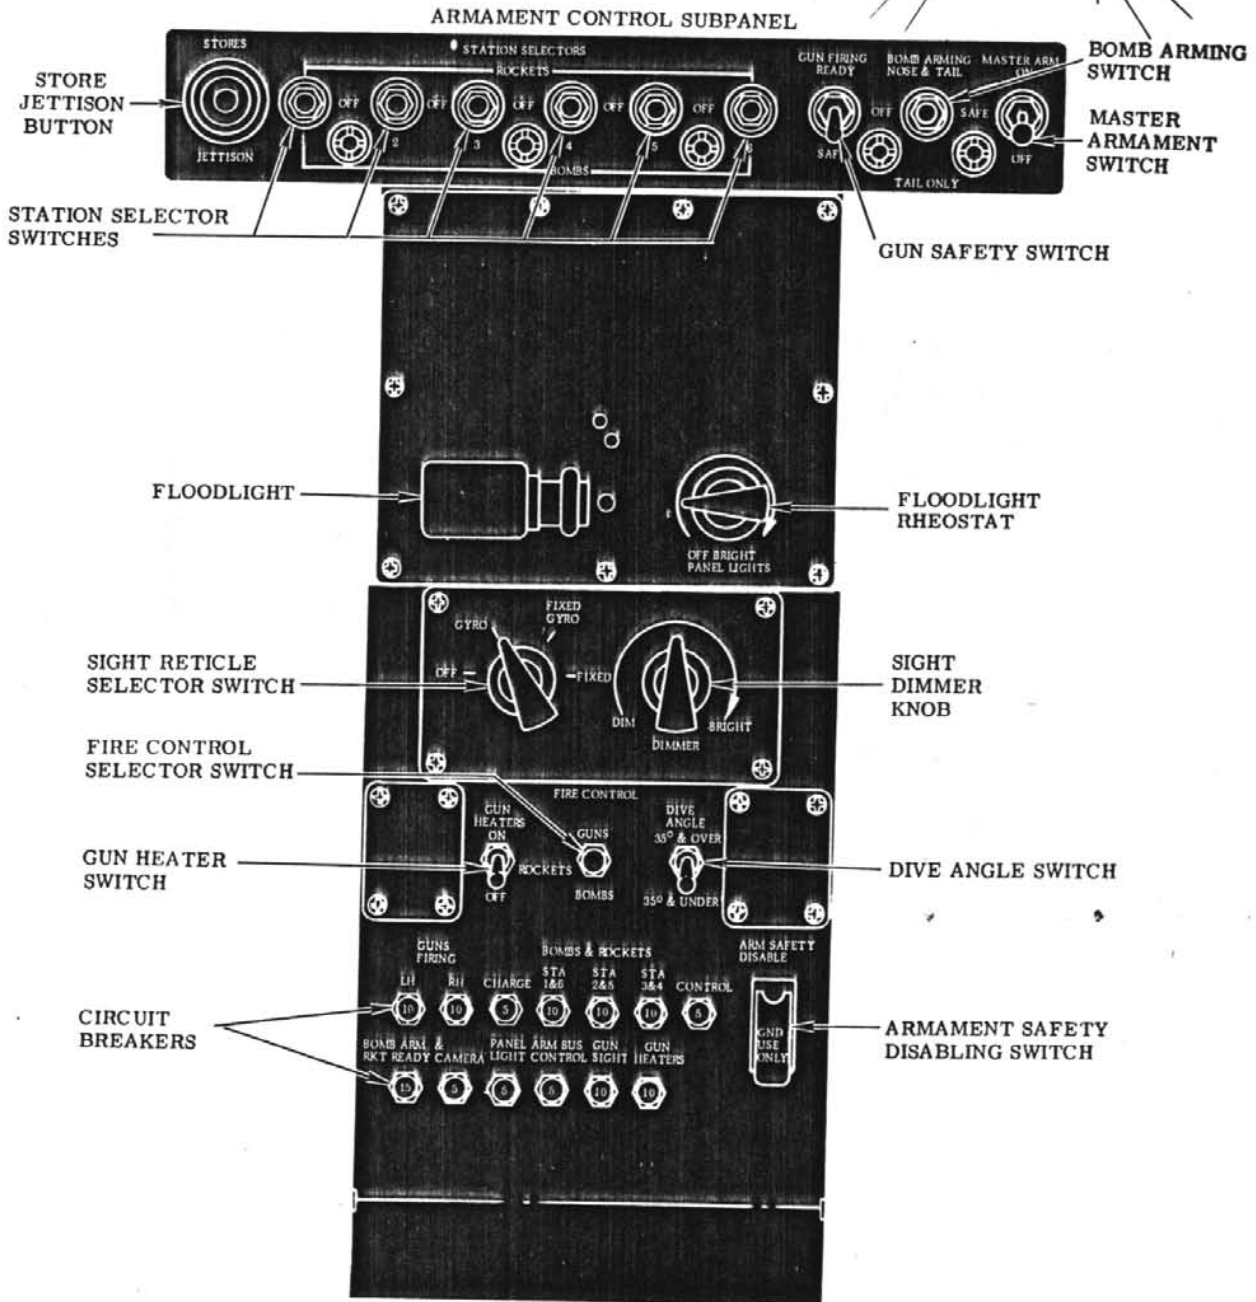 ARMAMENT CONTROL SUBPANEL
STORES
JETTISON
STATION SELECTORS
ROCKETS
OFF
OFF
OFF
OFF
OFF
2
3
4
5
6
BOMBS
GUN FIRING
READY
SAFE
BOMB ARMING
NOSE & TAIL
OFF
SAFE
TAIL ONLY
MASTER ARM
ON
OFF
STORE
JETTISON
BUTTON
BOMB ARMING
SWITCH
MASTER
ARMAMENT
SWITCH
STATION SELECTOR
SWITCHES
GUN SAFETY SWITCH
FLOODLIGHT
FLOODLIGHT
RHEOSTAT
OFF BRIGHT
PANEL LIGHTS
SIGHT RETICLE
SELECTOR SWITCH
OFF
GYRO
FIXED
GYRO
FIXED
DIM
BRIGHT
DIMMER
SIGHT
DIMMER
KNOB
FIRE CONTROL
SELECTOR SWITCH
FIRE CONTROL
GUN
HEATERS
ON
OFF
GUNS
ROCKETS
BOMBS
DIVE
ANGLE
35° & OVER
35° & UNDER
GUN HEATER
SWITCH
DIVE ANGLE SWITCH
GUNS
FIRING
BOMBS & ROCKETS
ARM SAFETY
DISABLE
LH
RH
CHARGE
STA
1&6
STA
2&5
STA
3&4
CONTROL
10
10
5
10
10
10
5
BOMB ARM &
RKT READY
CAMERA
PANEL
LIGHT
ARM BUS
CONTROL
GUN
SIGHT
GUN
HEATERS
15
5
5
5
10
10
GND
USE
ONLY
CIRCUIT
BREAKERS
ARMAMENT SAFETY
DISABLING SWITCH